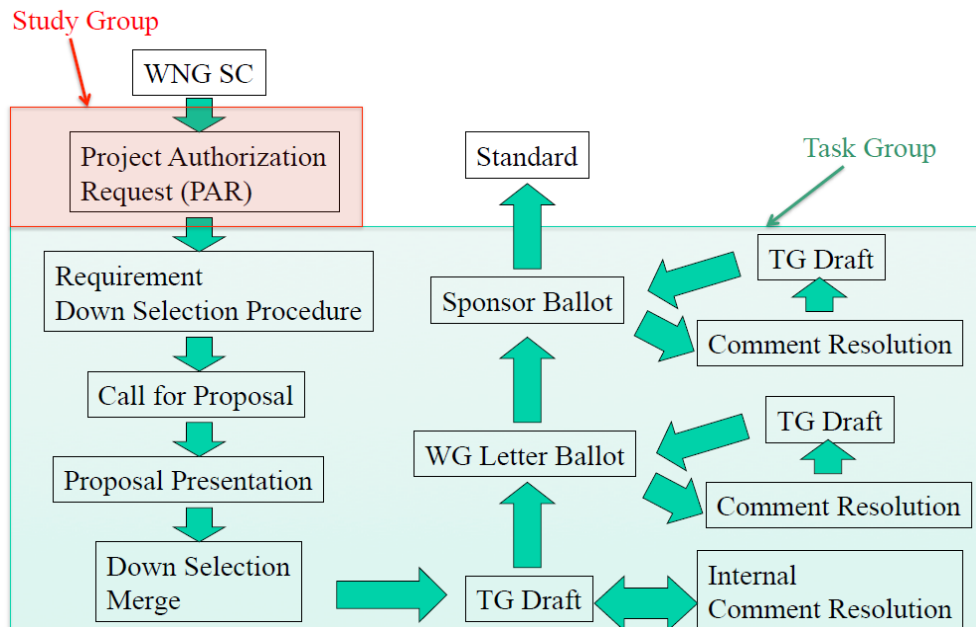 Study Group
WNG SC
Project Authorization
Request (PAR)
Requirement
Down Selection Procedure
Call for Proposal
Proposal Presentation
Down Selection
Merge
Standard
Sponsor Ballot
WG Letter Ballot
TG Draft
Task Group
TG Draft
Comment Resolution
TG Draft
Comment Resolution
Internal
Comment Resolution